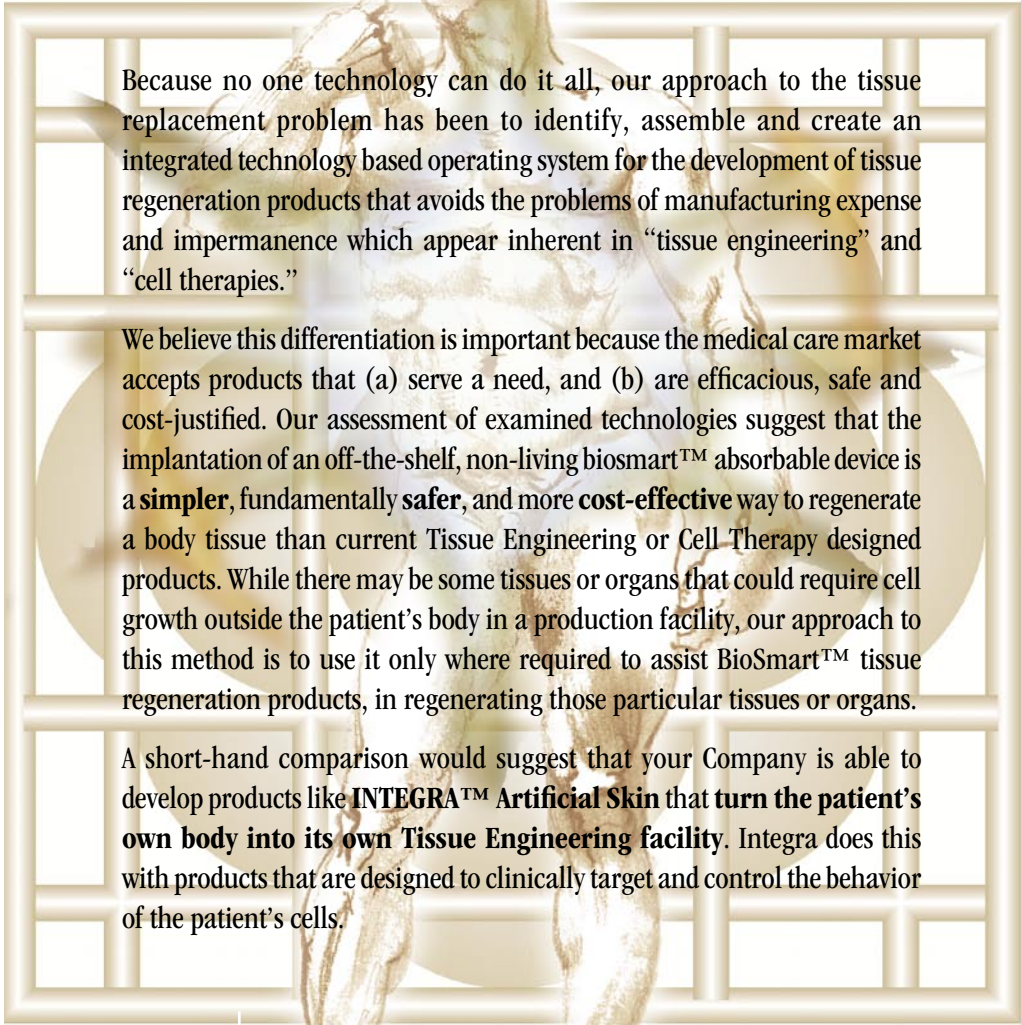 Because no one technology can do it all, our approach to the tissue
replacement problem has been to identify, assemble and create an
integrated technology based operating system for the development of tissue
regeneration products that avoids the problems of manufacturing expense
and impermanence which appear inherent in “tissue engineering” and
“cell therapies.”
We believe this differentiation is important because the medical care market
accepts products that (a) serve a need, and (b) are efficacious, safe and
cost-justified. Our assessment of examined technologies suggest that the
implantation of an off-the-shelf, non-living biosmart™ absorbable device is
a simpler, fundamentally safer, and more cost-effective way to regenerate
a body tissue than current Tissue Engineering or Cell Therapy designed
products. While there may be some tissues or organs that could require cell
growth outside the patient’s body in a production facility, our approach to
this method is to use it only where required to assist BioSmart™ tissue
regeneration products, in regenerating those particular tissues or organs.
A short-hand comparison would suggest that your Company is able to
develop products like INTEGRA™ Artificial Skin that turn the patient’s
own body into its own Tissue Engineering facility. Integra does this
with products that are designed to clinically target and control the behavior
of the patient’s cells.